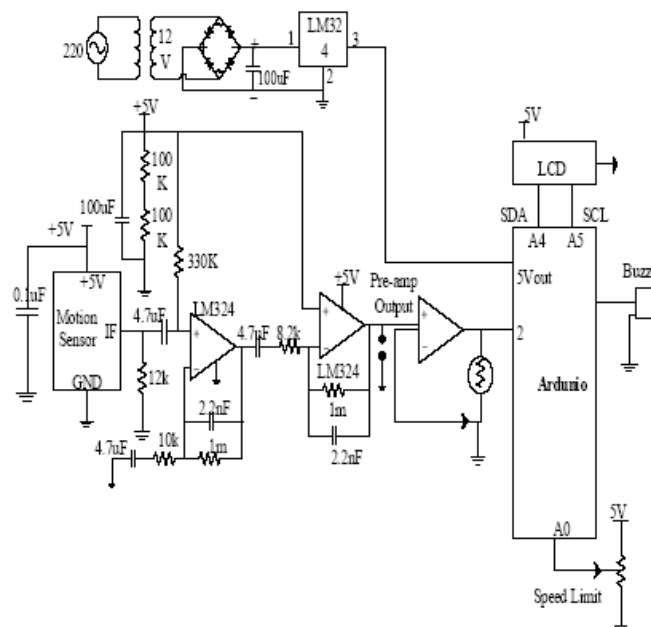 LM32
4
1
3
2
220
12
V
+
100uF
−
+5V
100
K
100
K
100uF
+5V
+5V
0.1uF
Motion
Sensor
IF
GND
4.7uF
330K
LM324
+
−
12k
4.7uF
8.2k
2.2nF
4.7uF
10k
1m
+5V
+
−
LM324
1m
2.2nF
Pre-amp
Output
+
−
5V
LCD
SDA
SCL
A4
A5
5Vout
2
Ardunio
A0
Buzz
5V
Speed Limit